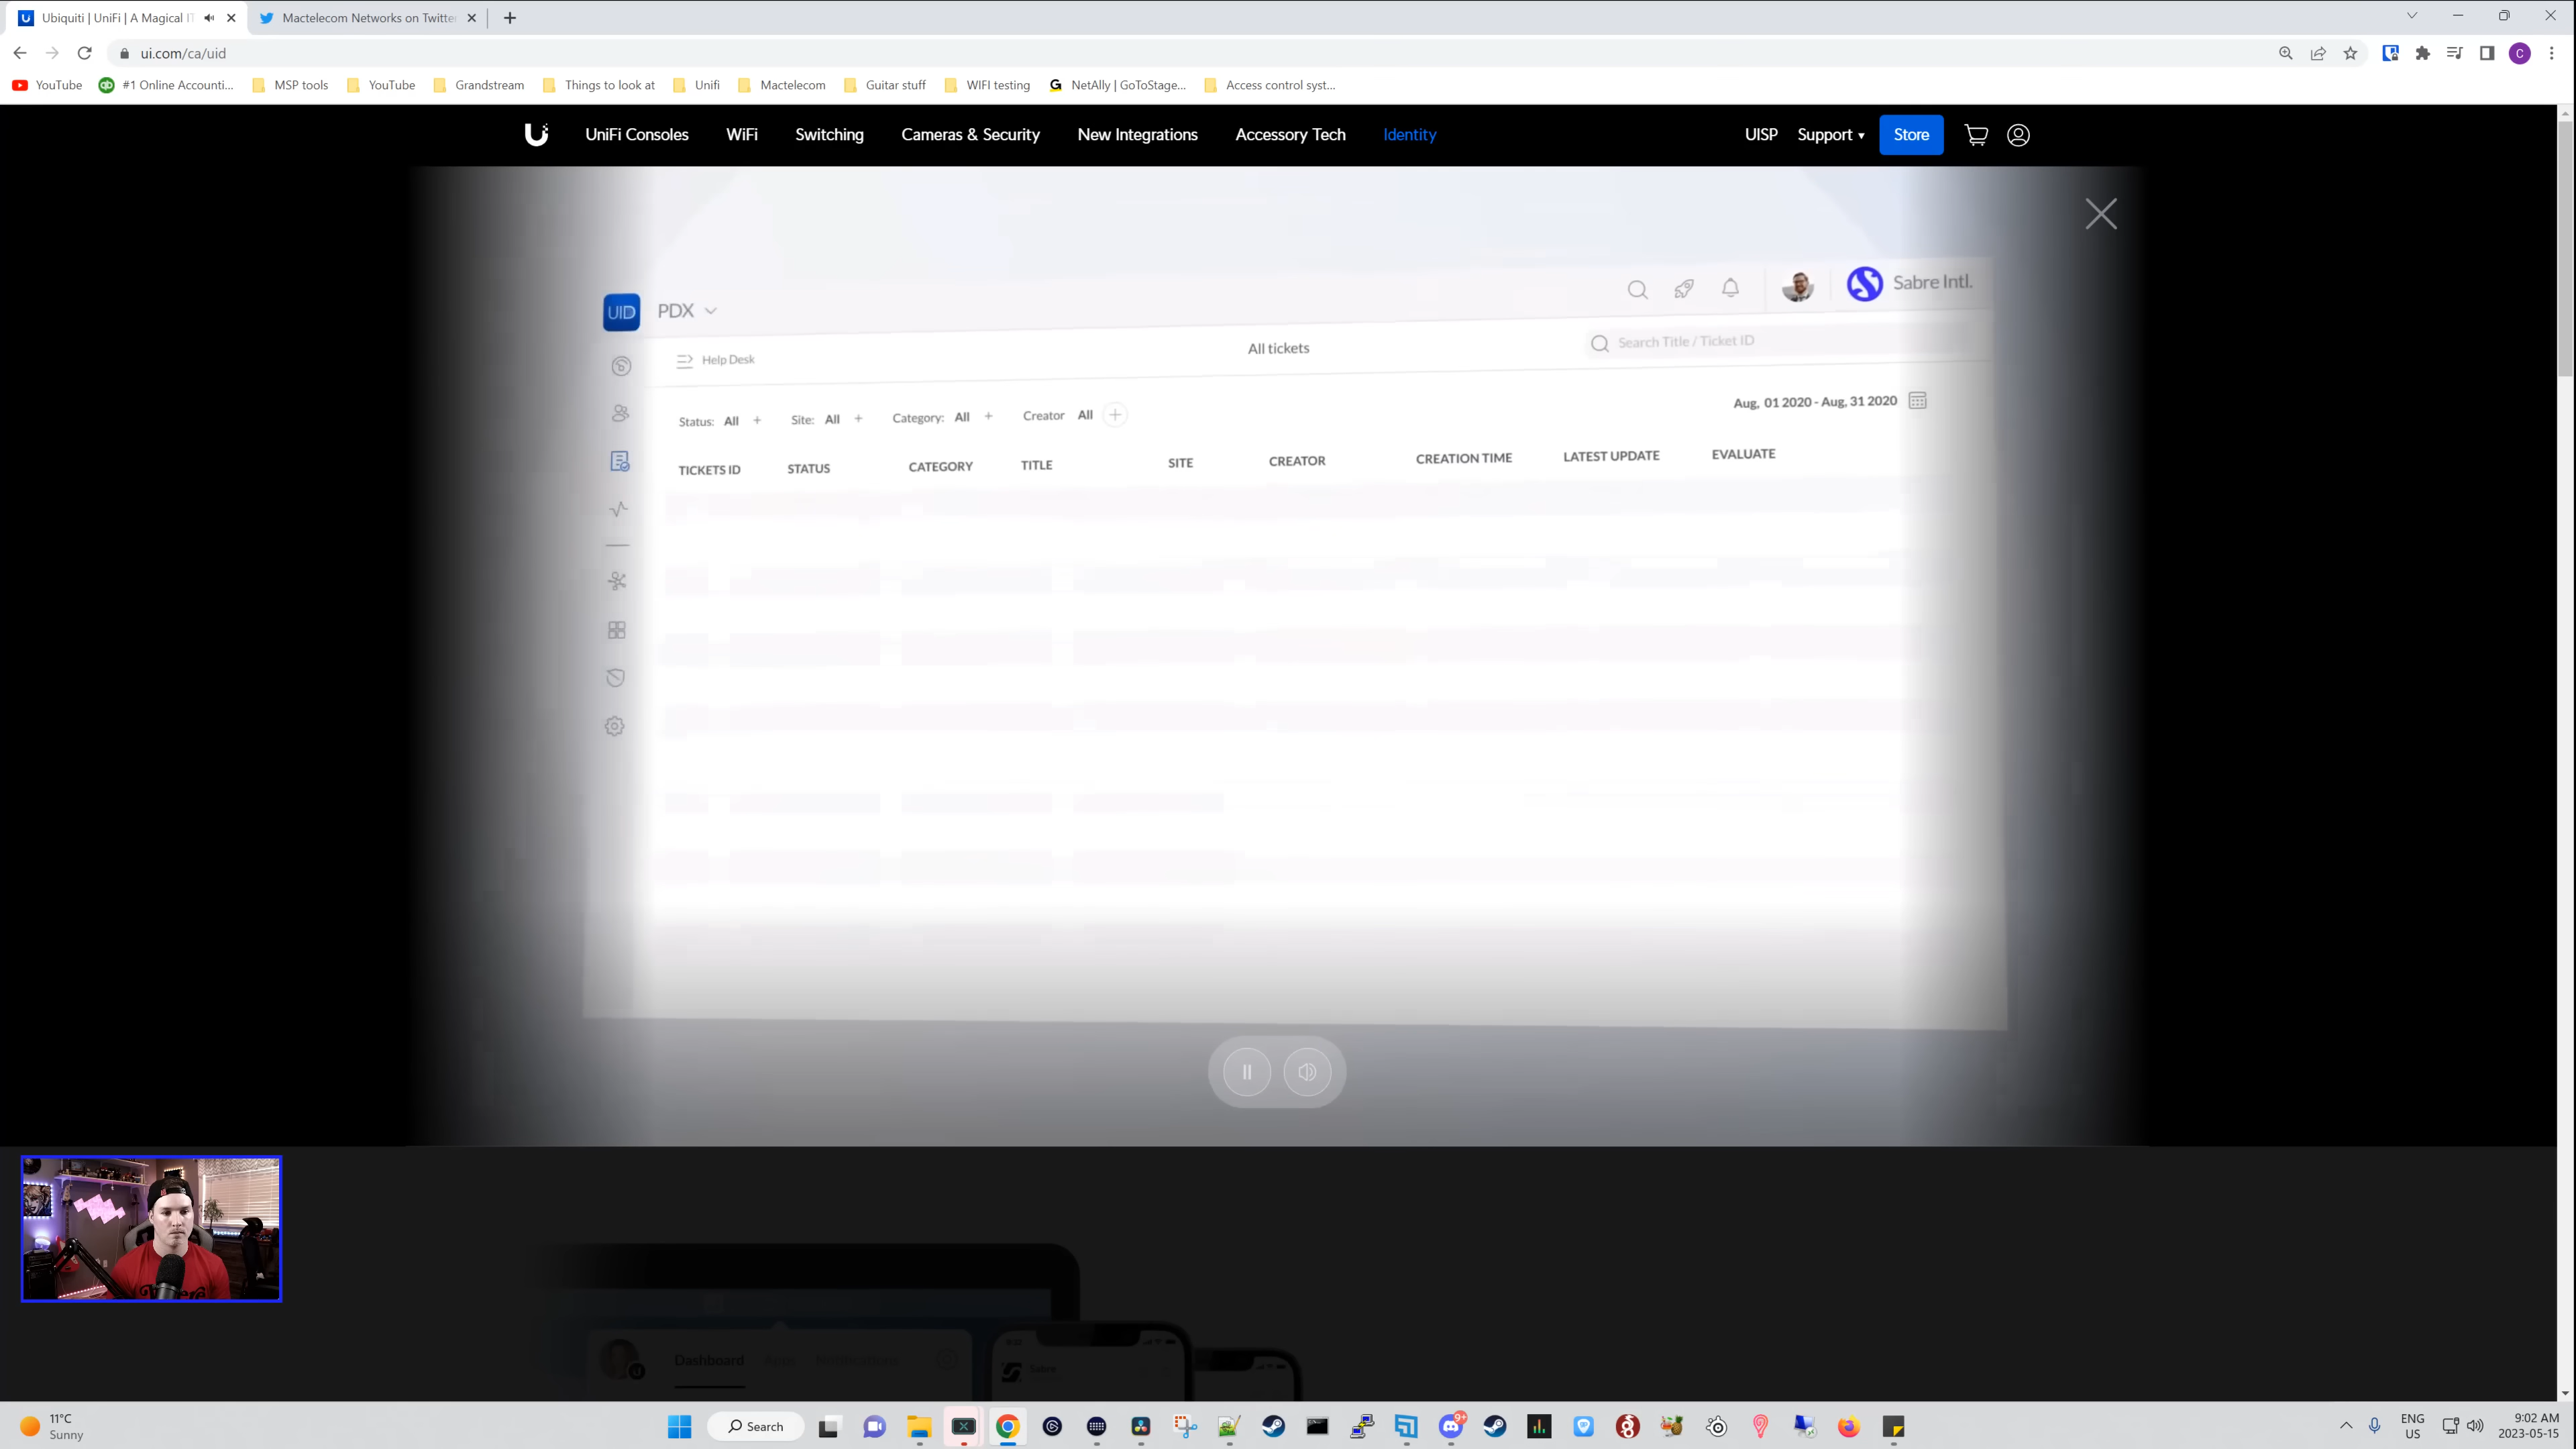 Ubiquiti | UniFi | A Magical IT
Mactelecom Networks on Twitte
ui.com/ca/uid
YouTube
#1 Online Accounti...
MSP tools
YouTube
Grandstream
Things to look at
Unifi
Mactelecom
Guitar stuff
WIFI testing
NetAlly | GoToStage...
Access control syst...
UniFi Consoles
WiFi
Switching
Cameras & Security
New Integrations
Accessory Tech
Identity
UISP
Support
Store
UID
PDX
Sabre Intl.
Help Desk
All tickets
Search Title / Ticket ID
Status: All +
Site: All +
Category: All +
Creator All +
Aug, 01 2020 - Aug, 31 2020
TICKETS ID
STATUS
CATEGORY
TITLE
SITE
CREATOR
CREATION TIME
LATEST UPDATE
EVALUATE
Dashboard
Sabre
11°C
Sunny
Search
9+
ENG
US
9:02 AM
2023-05-15